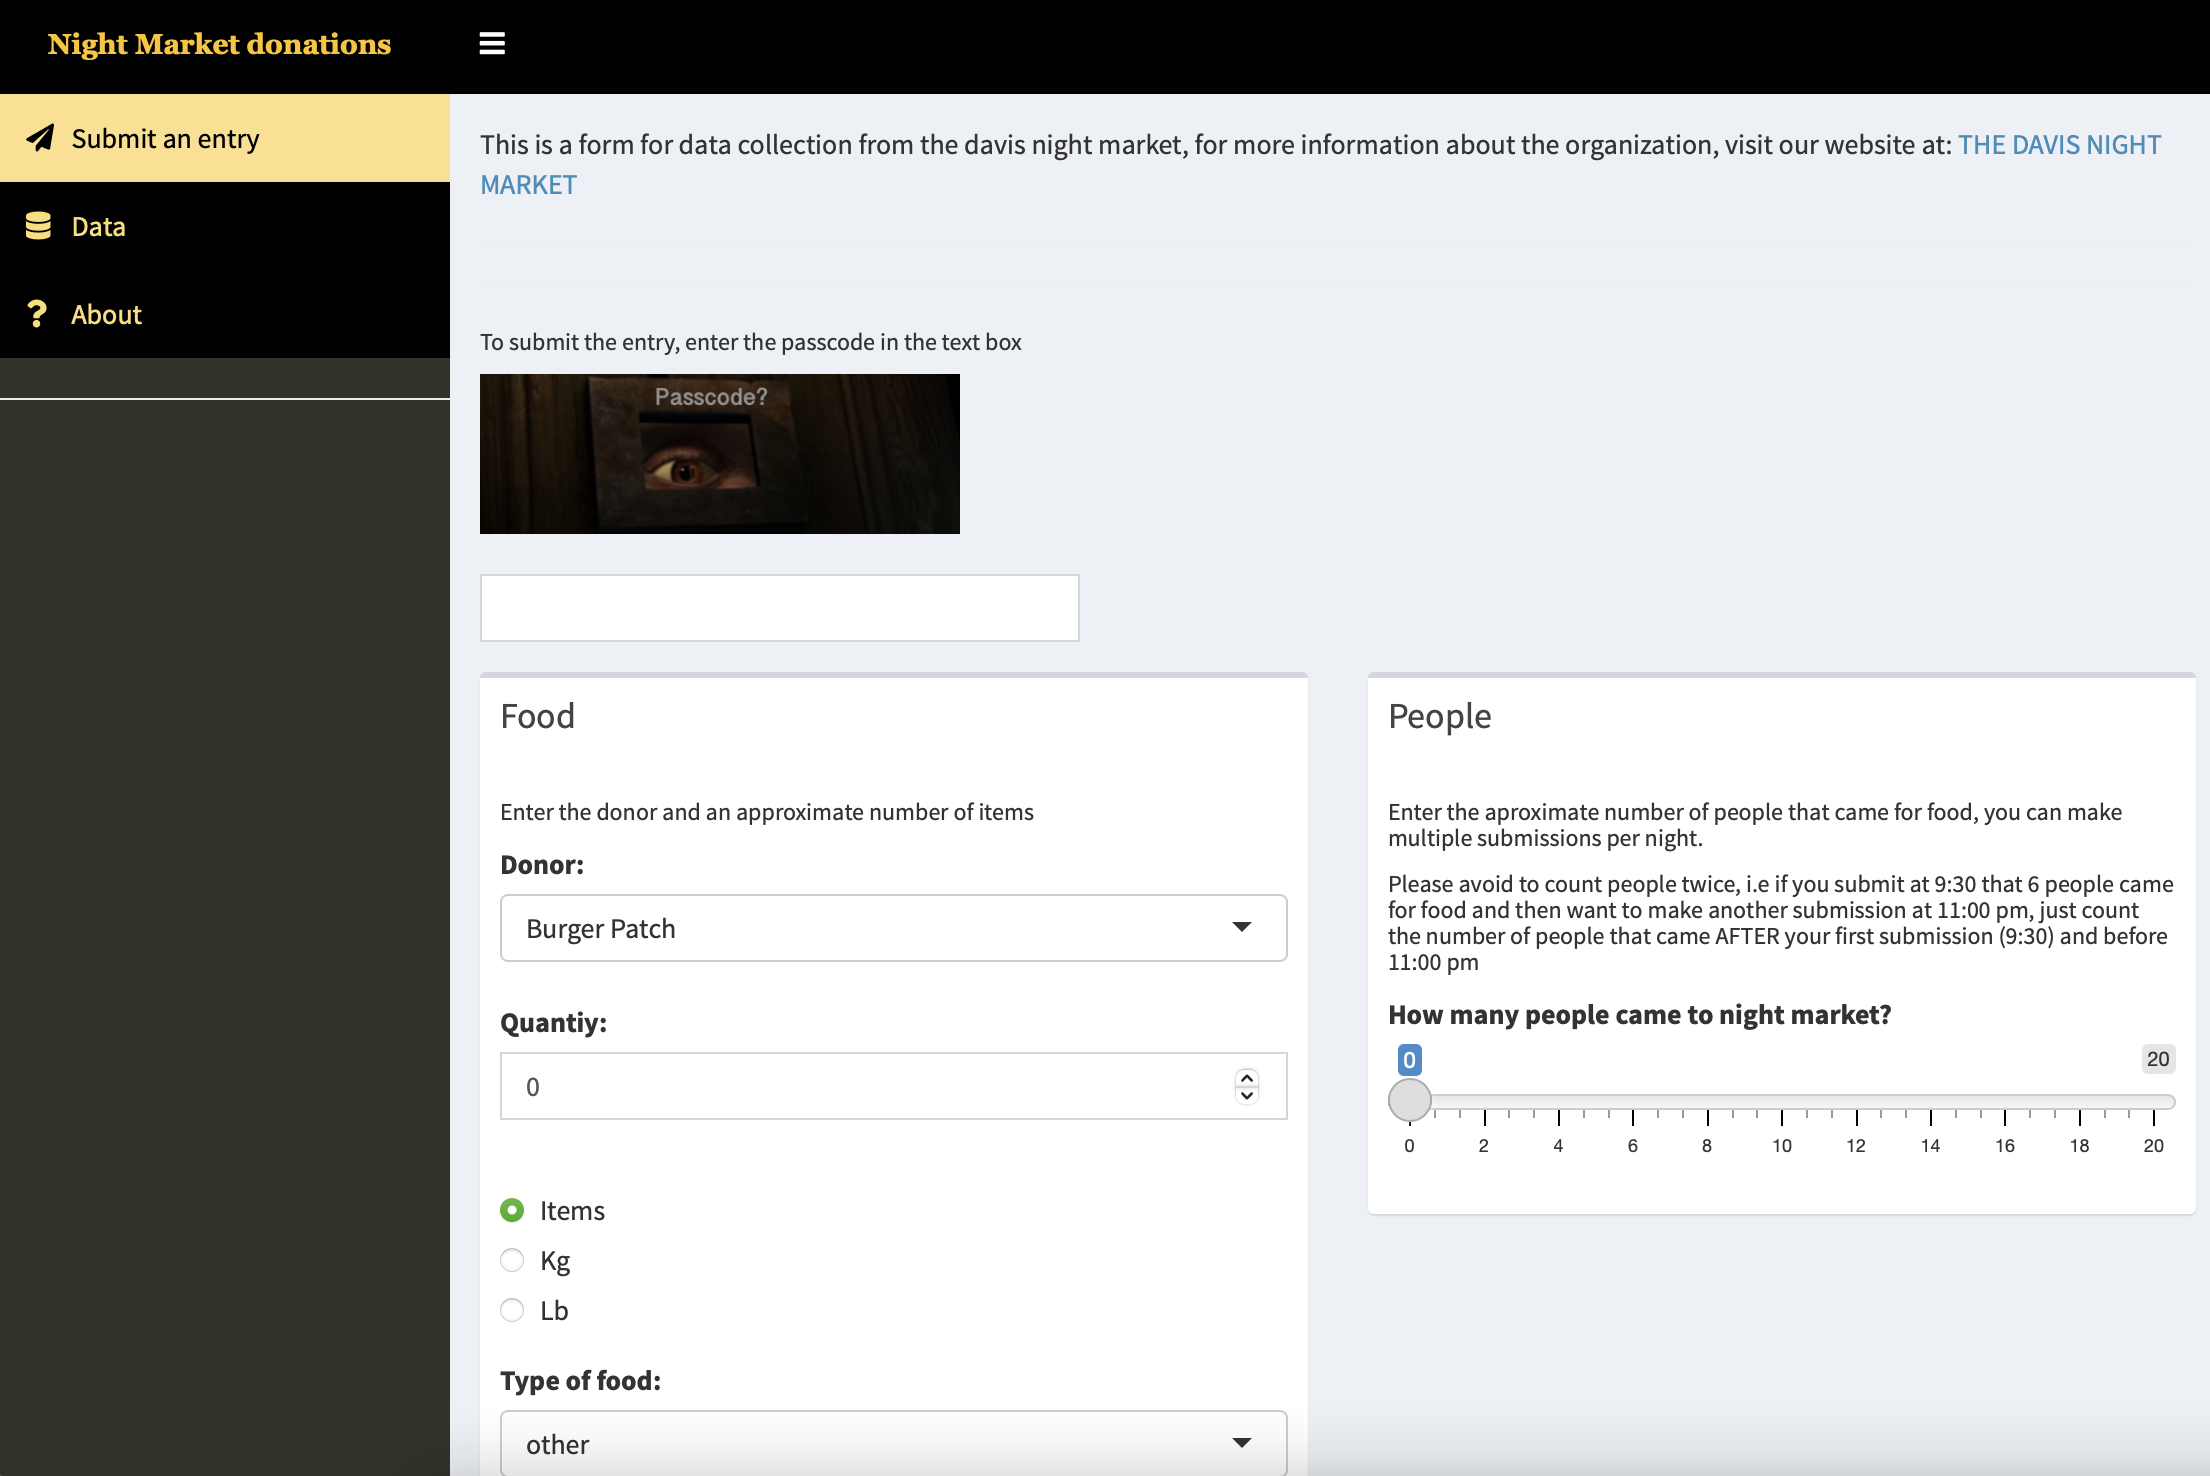 Night Market donations
Submit an entry
Data
About
This is a form for data collection from the davis night market, for more information about the organization, visit our website at: THE DAVIS NIGHT
MARKET
To submit the entry, enter the passcode in the text box
Passcode?
Food
Enter the donor and an approximate number of items
Donor:
Burger Patch
Quantiy:
0
Items
Kg
Lb
Type of food:
other
People
Enter the aproximate number of people that came for food, you can make
multiple submissions per night.
Please avoid to count people twice, i.e if you submit at 9:30 that 6 people came
for food and then want to make another submission at 11:00 pm, just count
the number of people that came AFTER your first submission (9:30) and before
11:00 pm
How many people came to night market?
0 20
0 2 4 6 8 10 12 14 16 18 20